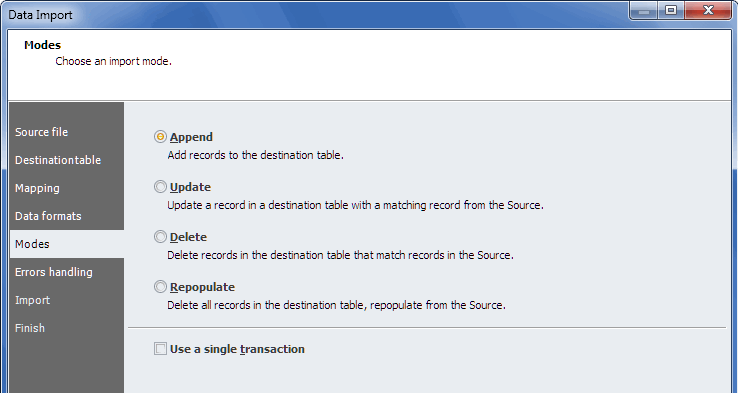 Data Import
Modes
Choose an import mode.
Source file
Destinationtable
Mapping
Data formats
Modes
Errors handling
Import
Finish
Append
Add records to the destination table.
Update
Update a record in a destination table with a matching record from the Source.
Delete
Delete records in the destination table that match records in the Source.
Repopulate
Delete all records in the destination table, repopulate from the Source.
Use a single transaction